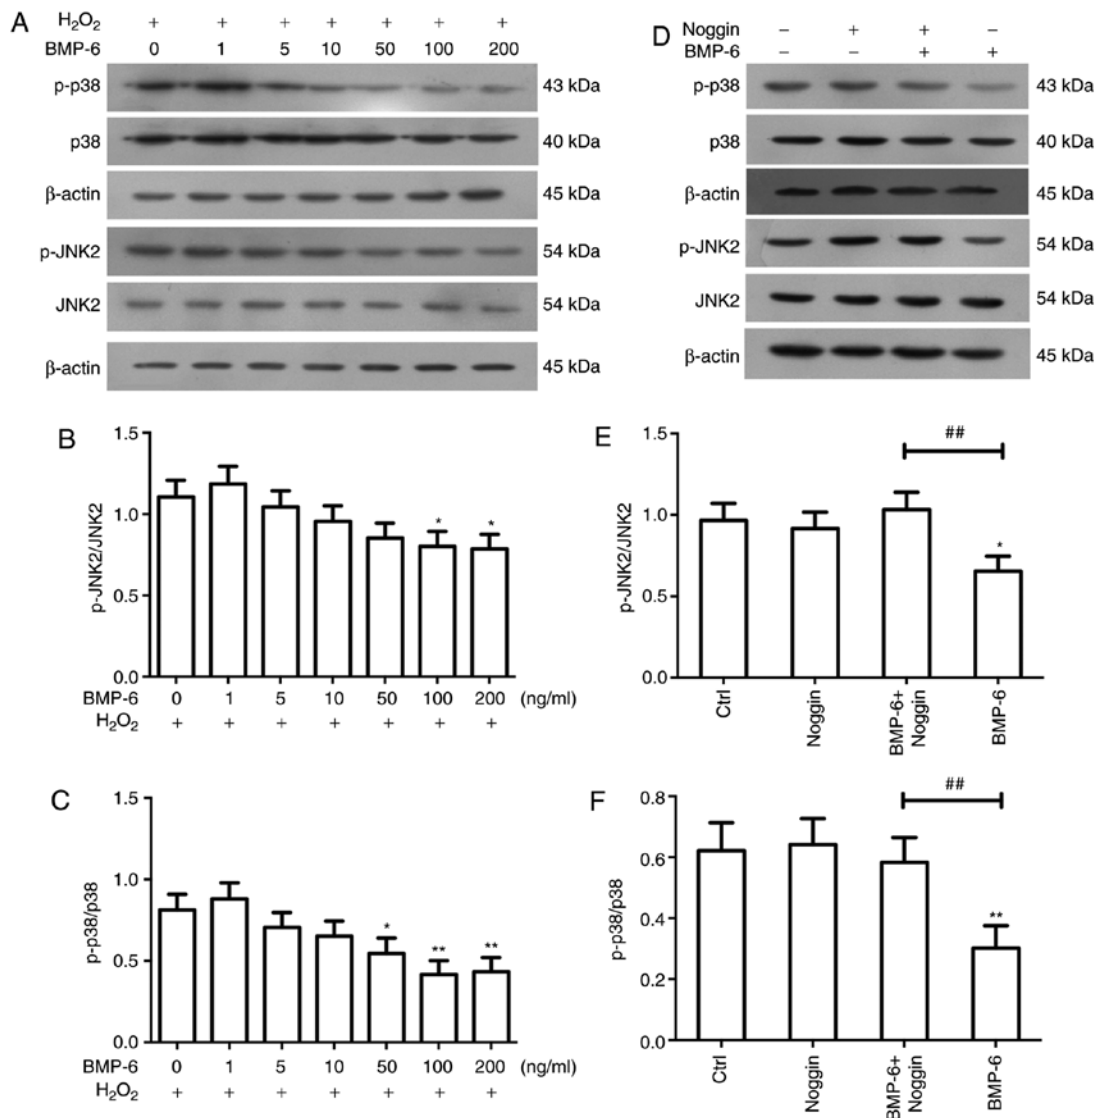 A
H₂O₂ + + + + + + +
BMP-6 0 1 5 10 50 100 200
p-p38 43 kDa
p38 40 kDa
β-actin 45 kDa
p-JNK2 54 kDa
JNK2 54 kDa
β-actin 45 kDa
D
Noggin – + + –
BMP-6 – – + +
p-p38 43 kDa
p38 40 kDa
β-actin 45 kDa
p-JNK2 54 kDa
JNK2 54 kDa
β-actin 45 kDa
B
p-JNK2/JNK2
1.5
1.0
0.5
0.0
* *
BMP-6 0 1 5 10 50 100 200 (ng/ml)
H₂O₂ + + + + + + +
E
p-JNK2/JNK2
1.5
1.0
0.5
0.0
##
*
Ctrl
Noggin
BMP-6+
Noggin
BMP-6
C
p-p38/p38
1.5
1.0
0.5
0.0
* ** **
BMP-6 0 1 5 10 50 100 200 (ng/ml)
H₂O₂ + + + + + + +
F
p-p38/p38
0.8
0.6
0.4
0.2
0.0
##
**
Ctrl
Noggin
BMP-6+
Noggin
BMP-6